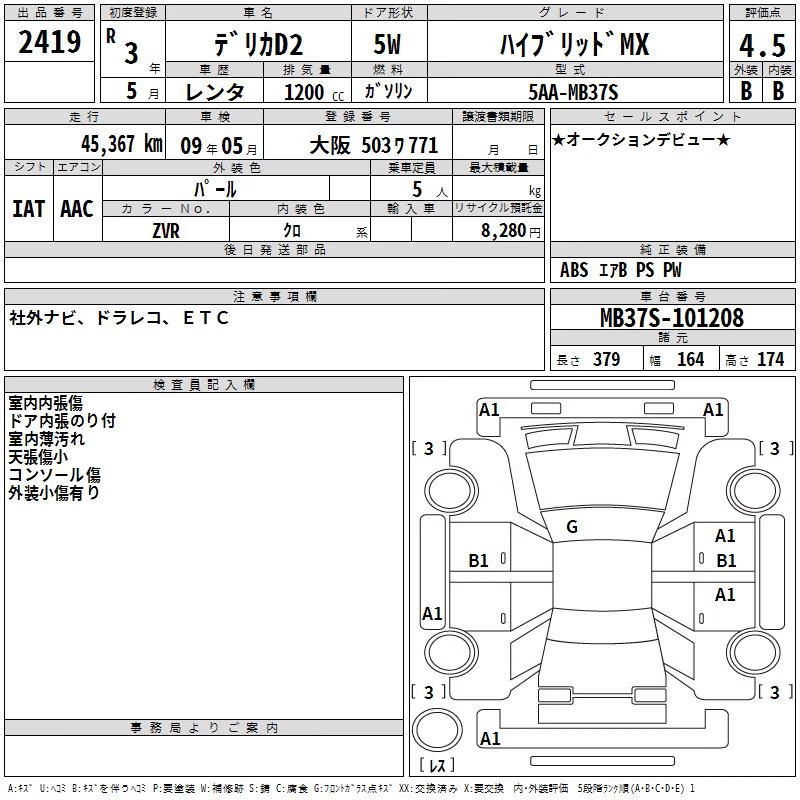 出品番号
2419
初度登録
R 3 年
5 月
車名
デリカD2
ドア形状
5W
グレード
ハイブリッドMX
評価点
4.5
車歴
レンタ
排気量
1200 CC
燃料
ガソリン
型式
5AA-MB37S
外装 内装
B B
走行
45,367 km
車検
09年05月
登録番号
大阪 503ワ771
譲渡書類期限
月 日
セールスポイント
★オークションデビュー★
シフト
IAT
エアコン
AAC
外装色
パール
乗車定員
5 人
最大積載量
kg
カラーNo.
ZVR
内装色
クロ 系
輸入車
リサイクル預託金
8,280円
後日発送部品
純正装備
ABS エアB PS PW
注意事項欄
社外ナビ、ドラレコ、ETC
車台番号
MB37S-101208
諸元
長さ 379 幅 164 高さ 174
検査員記入欄
室内内張傷
ドア内張のり付
室内薄汚れ
天張傷小
コンソール傷
外装小傷有り
事務局よりご案内
A1 A1
[ 3 ] [ 3 ]
G
A1
B1 B1
A1
A1
[ 3 ] [ 3 ]
A1
[ レス ]
A:キズ U:ヘコミ B:キズを伴うヘコミ P:要塗装 W:補修跡 S:錆 C:腐食 G:フロントガラス点キズ XX:交換済み X:要交換 内・外装評価 5段階ランク順(A・B・C・D・E) 1